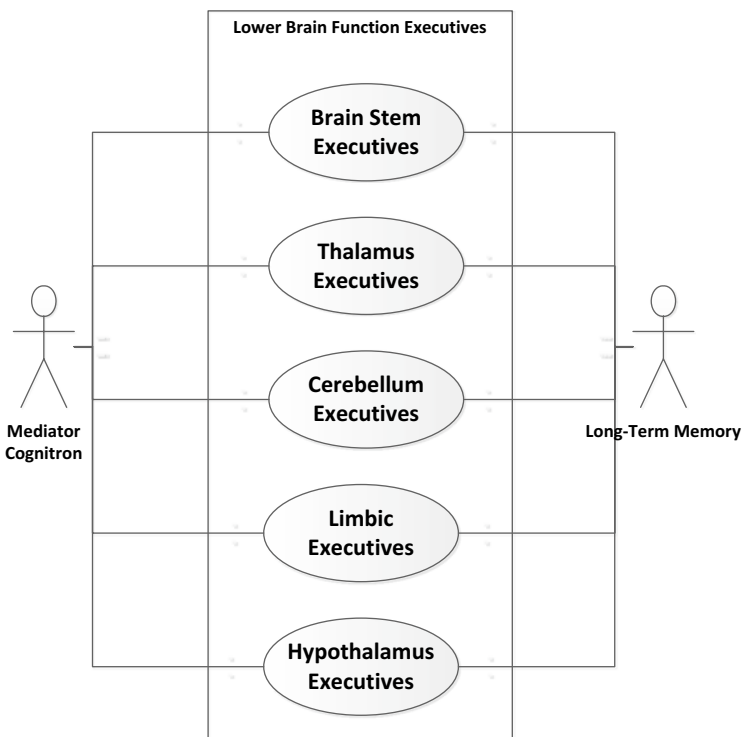 Lower Brain Function Executives
Brain Stem
Executives
Thalamus
Executives
Cerebellum
Executives
Mediator
Cognitron
Long-Term Memory
Limbic
Executives
Hypothalamus
Executives